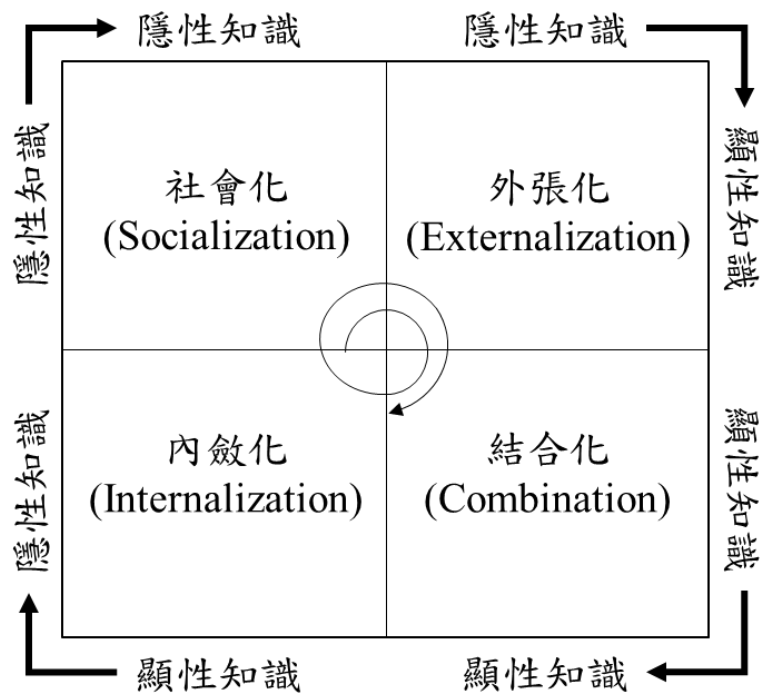 隱性知識
隱性知識
隱性知識
顯性知識
社會化
(Socialization)
外張化
(Externalization)
內斂化
(Internalization)
結合化
(Combination)
隱性知識
顯性知識
顯性知識
顯性知識